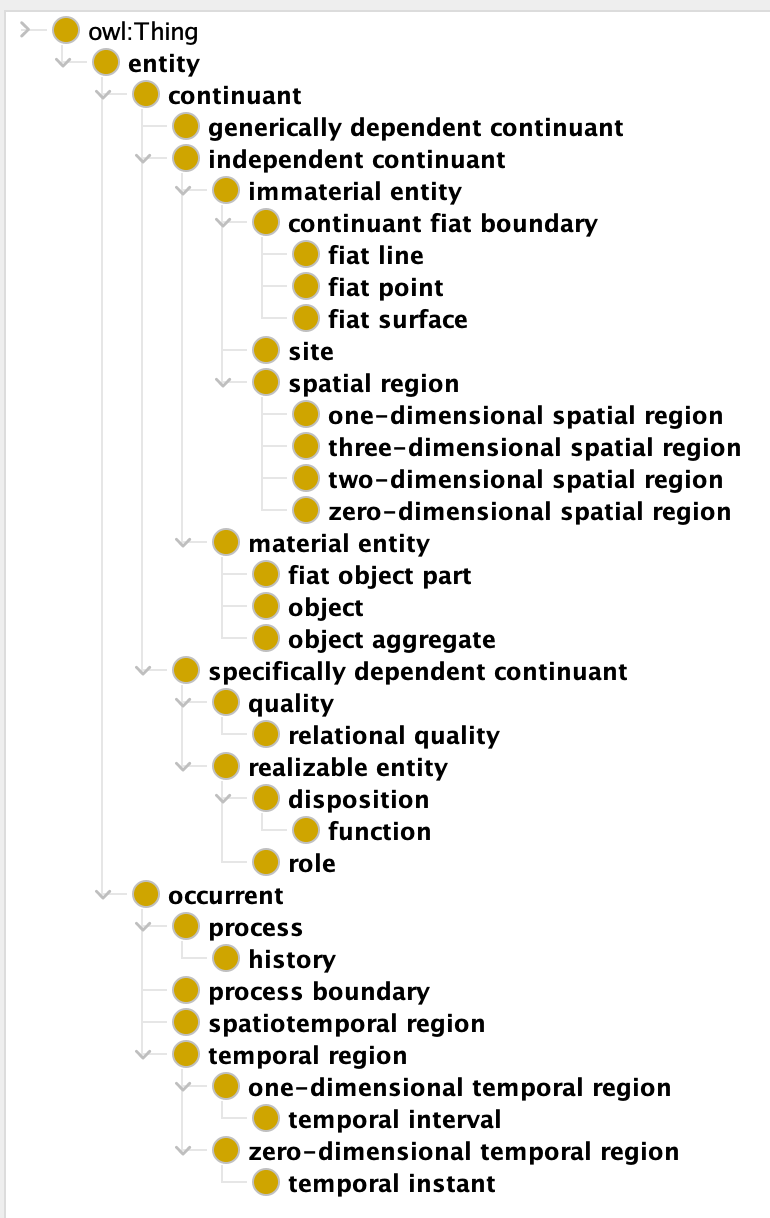 owl:Thing
entity
continuant
generically dependent continuant
independent continuant
immaterial entity
continuant fiat boundary
fiat line
fiat point
fiat surface
site
spatial region
one-dimensional spatial region
three-dimensional spatial region
two-dimensional spatial region
zero-dimensional spatial region
material entity
fiat object part
object
object aggregate
specifically dependent continuant
quality
relational quality
realizable entity
disposition
function
role
occurrent
process
history
process boundary
spatiotemporal region
temporal region
one-dimensional temporal region
temporal interval
zero-dimensional temporal region
temporal instant